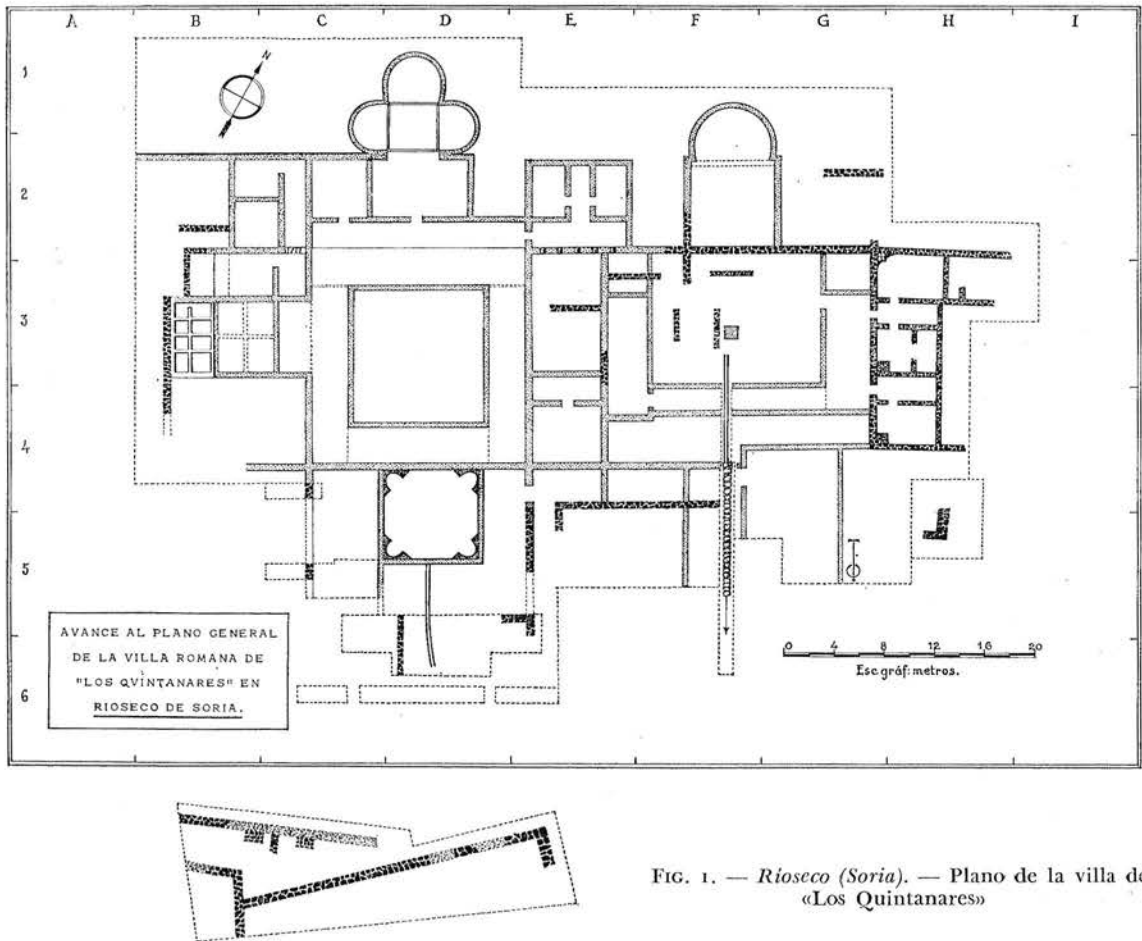 A B C D E F G H I
1
N
2
3
4
5
6
AVANCE AL PLANO GENERAL
DE LA VILLA ROMANA DE
"LOS QVINTANARES" EN
RIOSECO DE SORIA.
0 4 8 12 16 20
Esc.gráf: metros.
FIG. 1. — Rioseco (Soria). — Plano de la villa de
«Los Quintanares»